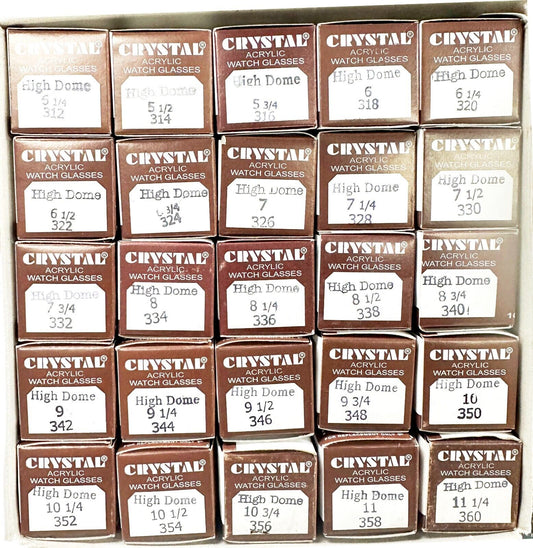 CRYSTAL®
ACRYLIC
WATCH GLASSES
High Dome
5 1/4
312
CRYSTAL®
ACRYLIC
WATCH GLASSES
High Dome
5 1/2
314
CRYSTAL®
ACRYLIC
WATCH GLASSES
High Dome
5 3/4
316
CRYSTAL®
ACRYLIC
WATCH GLASSES
High Dome
6
318
CRYSTAL®
ACRYLIC
WATCH GLASSES
High Dome
6 1/4
320
CRYSTAL®
ACRYLIC
WATCH GLASSES
High Dome
6 1/2
322
CRYSTAL®
ACRYLIC
WATCH GLASSES
High Dome
6 3/4
324
CRYSTAL®
ACRYLIC
WATCH GLASSES
High Dome
7
326
CRYSTAL®
ACRYLIC
WATCH GLASSES
High Dome
7 1/4
328
CRYSTAL®
ACRYLIC
WATCH GLASSES
High Dome
7 1/2
330
CRYSTAL®
ACRYLIC
WATCH GLASSES
High Dome
7 3/4
332
CRYSTAL®
ACRYLIC
WATCH GLASSES
High Dome
8
334
CRYSTAL®
ACRYLIC
WATCH GLASSES
High Dome
8 1/4
336
CRYSTAL®
ACRYLIC
WATCH GLASSES
High Dome
8 1/2
338
CRYSTAL®
ACRYLIC
WATCH GLASSES
High Dome
8 3/4
340
CRYSTAL®
ACRYLIC
WATCH GLASSES
High Dome
9
342
CRYSTAL®
ACRYLIC
WATCH GLASSES
High Dome
9 1/4
344
CRYSTAL®
ACRYLIC
WATCH GLASSES
High Dome
9 1/2
346
CRYSTAL®
ACRYLIC
WATCH GLASSES
High Dome
9 3/4
348
CRYSTAL®
ACRYLIC
WATCH GLASSES
High Dome
10
350
CRYSTAL®
ACRYLIC
WATCH GLASSES
High Dome
10 1/4
352
CRYSTAL®
ACRYLIC
WATCH GLASSES
High Dome
10 1/2
354
CRYSTAL®
ACRYLIC
WATCH GLASSES
High Dome
10 3/4
356
CRYSTAL®
ACRYLIC
WATCH GLASSES
High Dome
11
358
CRYSTAL®
ACRYLIC
WATCH GLASSES
High Dome
11 1/4
360